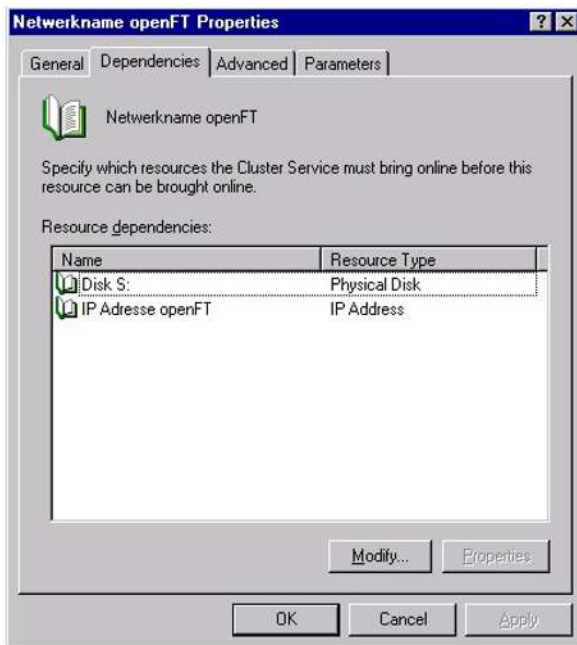 Netwerkname openFT Properties
General Dependencies Advanced Parameters
Netwerkname openFT
Specify which resources the Cluster Service must bring online before this
resource can be brought online.
Resource dependencies:
Name Resource Type
Disk S: Physical Disk
IP Adresse openFT IP Address
Modify... Properties
OK Cancel Apply